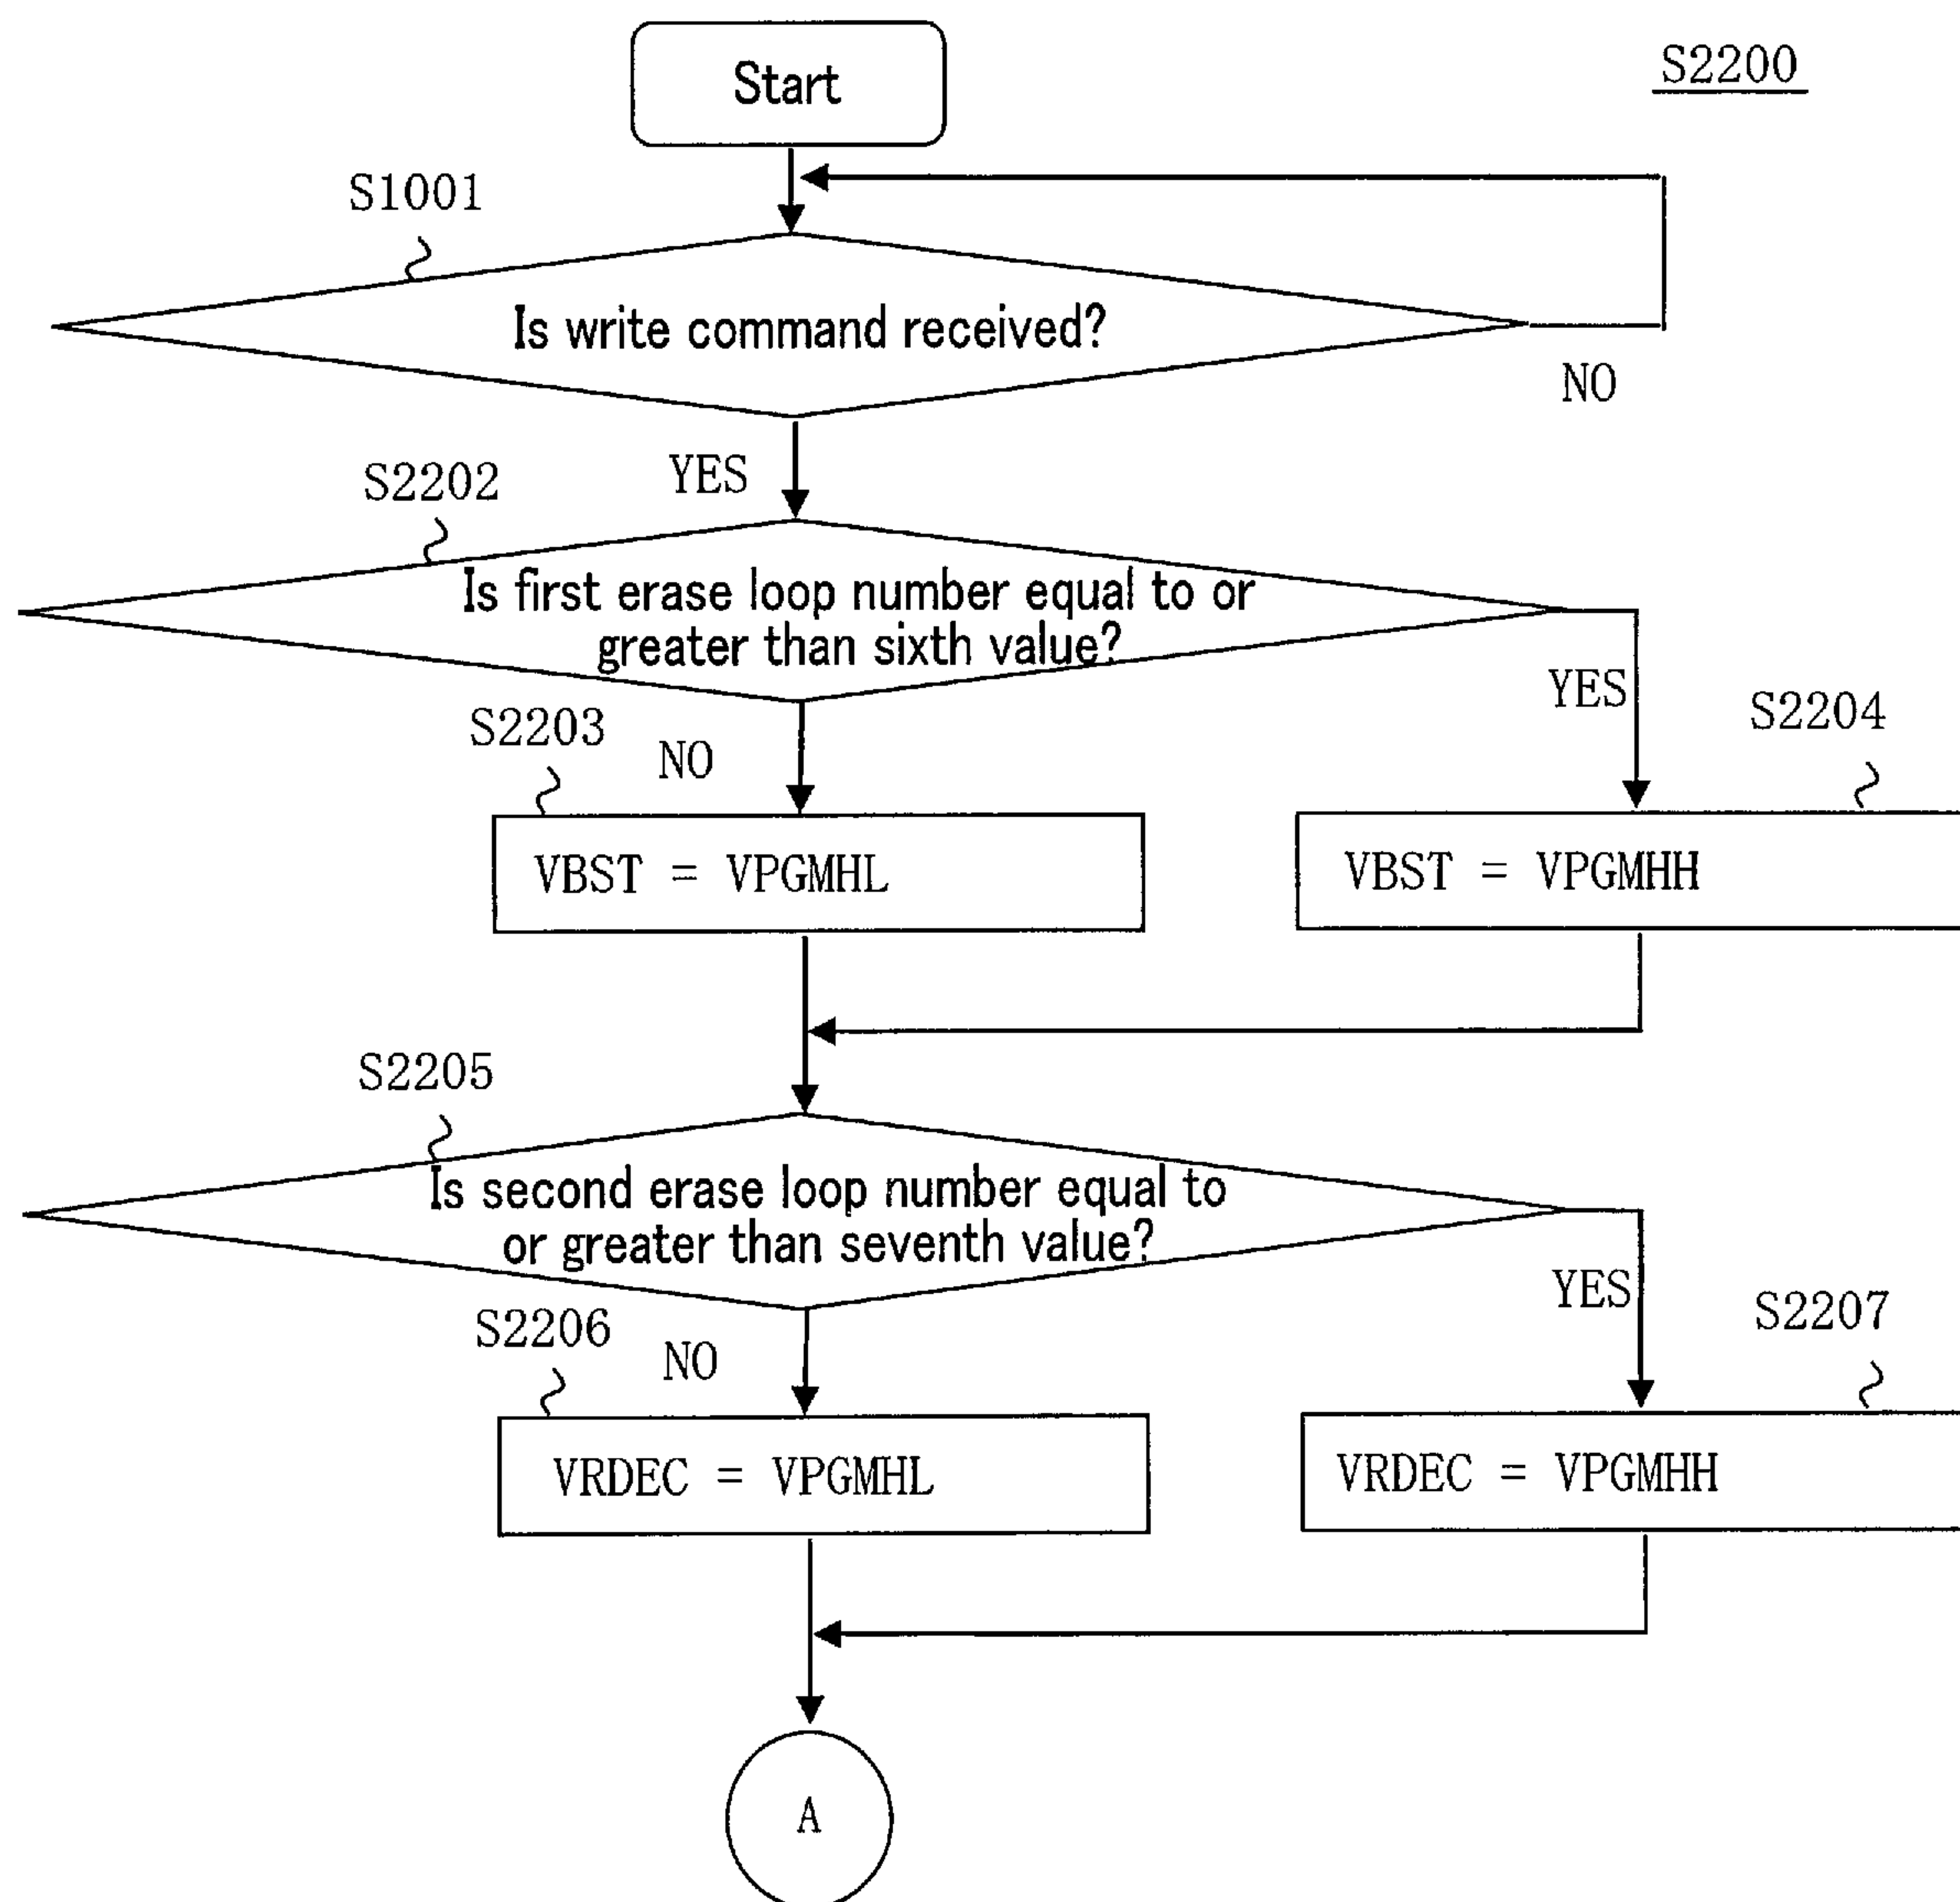 Start
S2200
S1001
Is write command received?
NO
YES
S2202
Is first erase loop number equal to or
greater than sixth value?
YES
S2204
S2203
NO
VBST = VPGMHL
VBST = VPGMHH
S2205
Is second erase loop number equal to
or greater than seventh value?
YES
S2207
S2206
NO
VRDEC = VPGMHL
VRDEC = VPGMHH
A